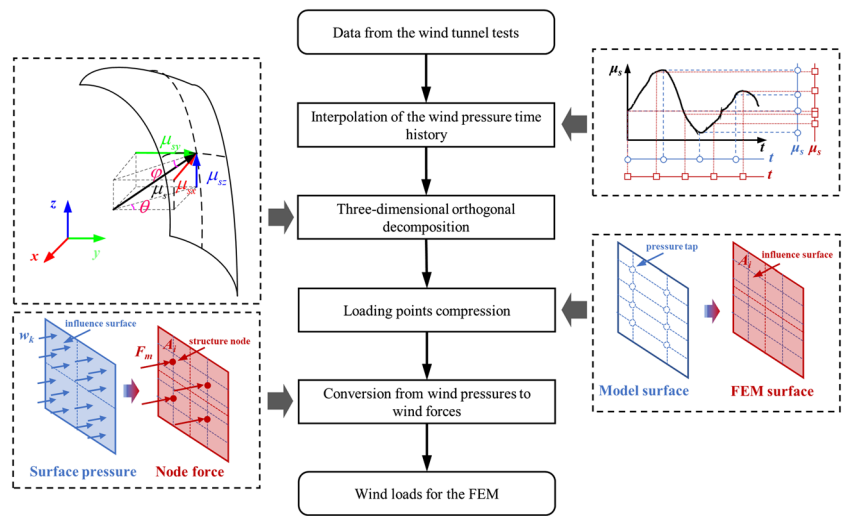 Data from the wind tunnel tests
Interpolation of the wind pressure time
history
Three-dimensional orthogonal
decomposition
Loading points compression
Conversion from wind pressures to
wind forces
Wind loads for the FEM
μsy
φ
μs
μsx
μsz
θ
z
x
y
μs
t
μs
μs
t
t
wk
influence surface
Fm
Ai
structure node
Surface pressure
Node force
pressure tap
Ai
influence surface
Model surface
FEM surface